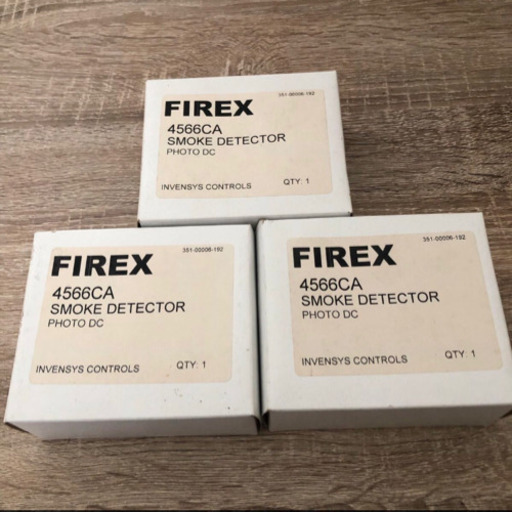 351-00006-192
FIREX
4566CA
SMOKE DETECTOR
PHOTO DC
INVENSYS CONTROLS QTY: 1
351-00006-192
FIREX
4566CA
SMOKE DETECTOR
PHOTO DC
INVENSYS CONTROLS QTY: 1
351-00006-192
FIREX
4566CA
SMOKE DETECTOR
PHOTO DC
INVENSYS CONTROLS QTY: 1